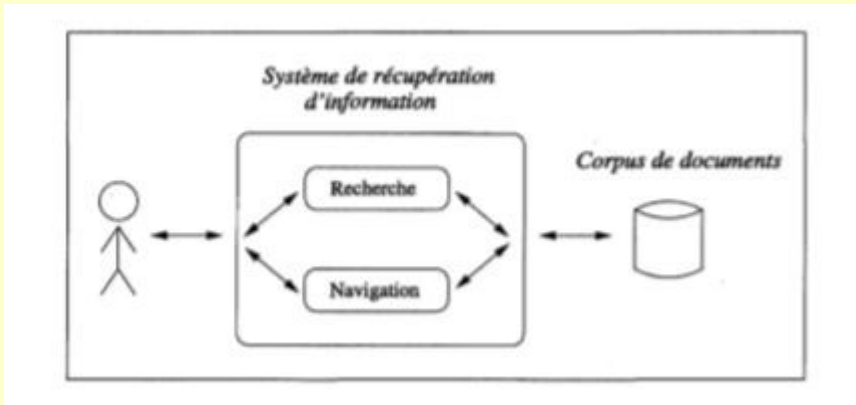 Système de récupération
d'information
Corpus de documents
Recherche
Navigation